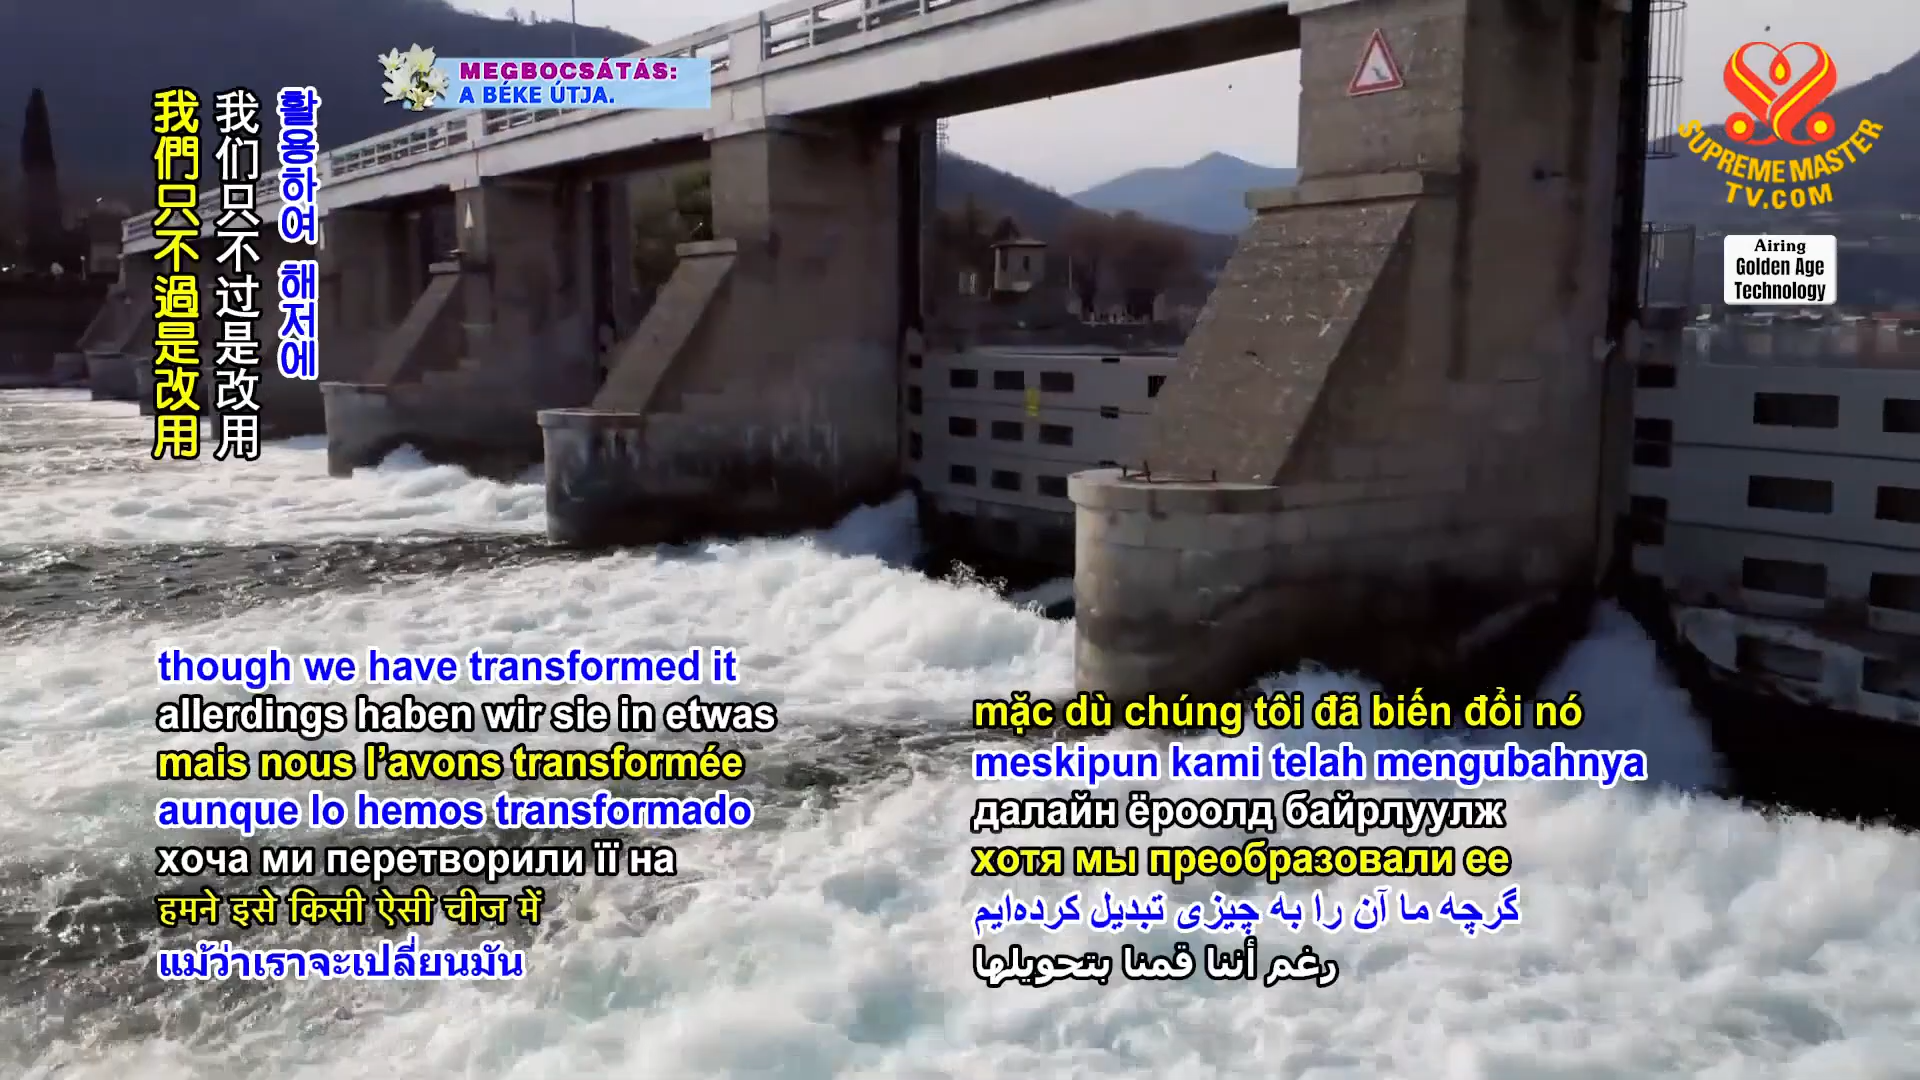 MEGBOCSÁTÁS:
A BÉKE ÚTJA.
SUPREME MASTER
TV.COM
Airing
Golden Age
Technology
활용하여 해저에
我们只不过是改用
我們只不過是改用
though we have transformed it
allerdings haben wir sie in etwas
mais nous l’avons transformée
aunque lo hemos transformado
хоча ми перетворили її на
हमने इसे किसी ऐसी चीज में
แม้ว่าเราจะเปลี่ยนมัน
mặc dù chúng tôi đã biến đổi nó
meskipun kami telah mengubahnya
далайн ёроолд байрлуулж
хотя мы преобразовали ее
گرچه ما آن را به چیزی تبدیل کرده‌ایم
رغم أننا قمنا بتحويلها